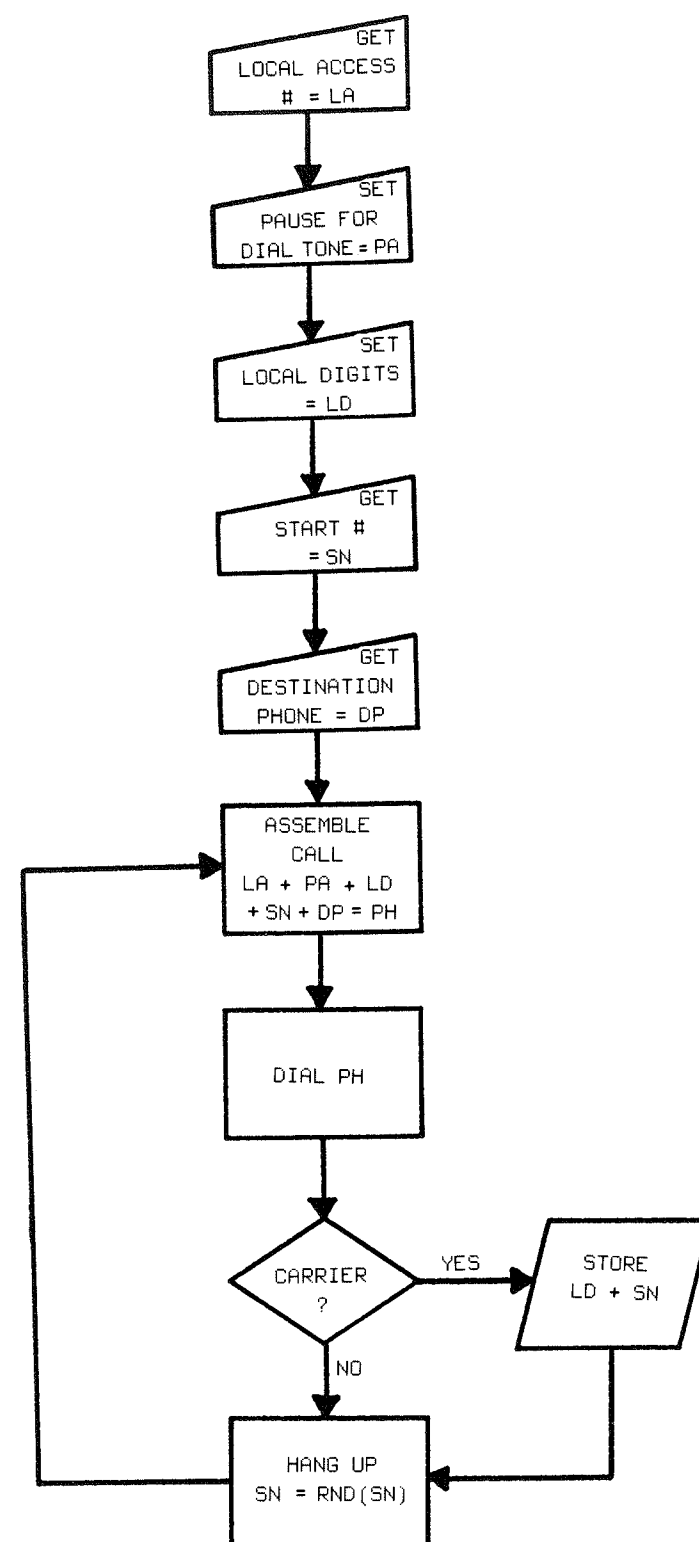 GET
LOCAL ACCESS
# = LA
SET
PAUSE FOR
DIAL TONE = PA
SET
LOCAL DIGITS
= LD
GET
START #
= SN
GET
DESTINATION
PHONE = DP
ASSEMBLE
CALL
LA + PA + LD
+ SN + DP = PH
DIAL PH
CARRIER
?
YES
STORE
LD + SN
NO
HANG UP
SN = RND(SN)